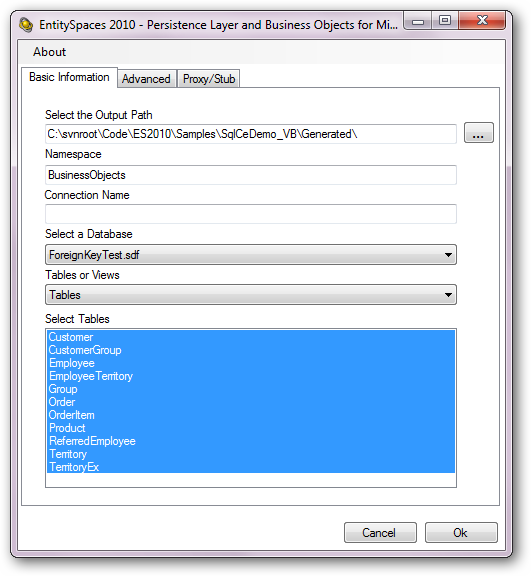 EntitySpaces 2010 - Persistence Layer and Business Objects for Mi...
About
Basic Information Advanced Proxy/Stub
Select the Output Path
C:\svnroot\Code\ES2010\Samples\SqlCeDemo_VB\Generated\
...
Namespace
BusinessObjects
Connection Name
Select a Database
ForeignKeyTest.sdf
Tables or Views
Tables
Select Tables
Customer
CustomerGroup
Employee
EmployeeTerritory
Group
Order
OrderItem
Product
ReferredEmployee
Territory
TerritoryEx
Cancel Ok